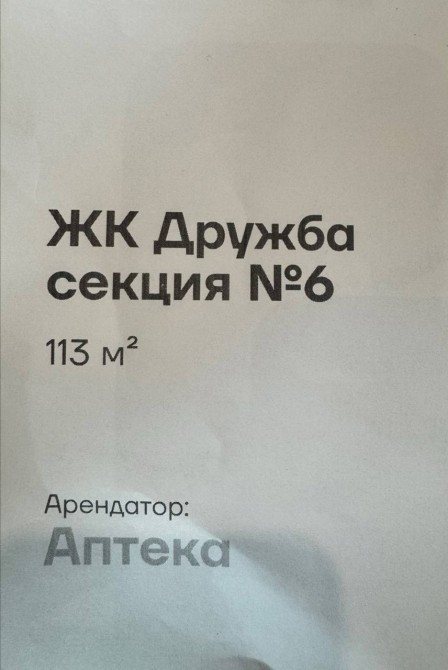 ЖК Дружба
секция №6
113 м²
Арендатор:
Аптека